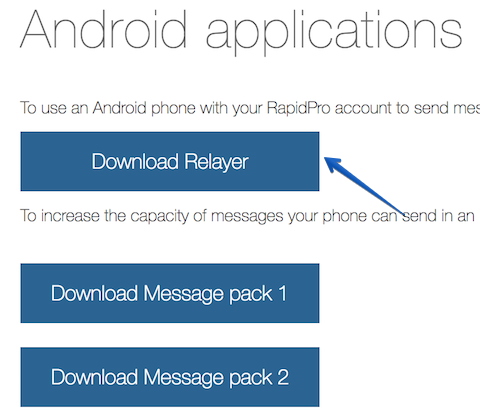 Android applications
To use an Android phone with your RapidPro account to send
Download Relayer
To increase the capacity of messages your phone can send in an
Download Message pack 1
Download Message pack 2